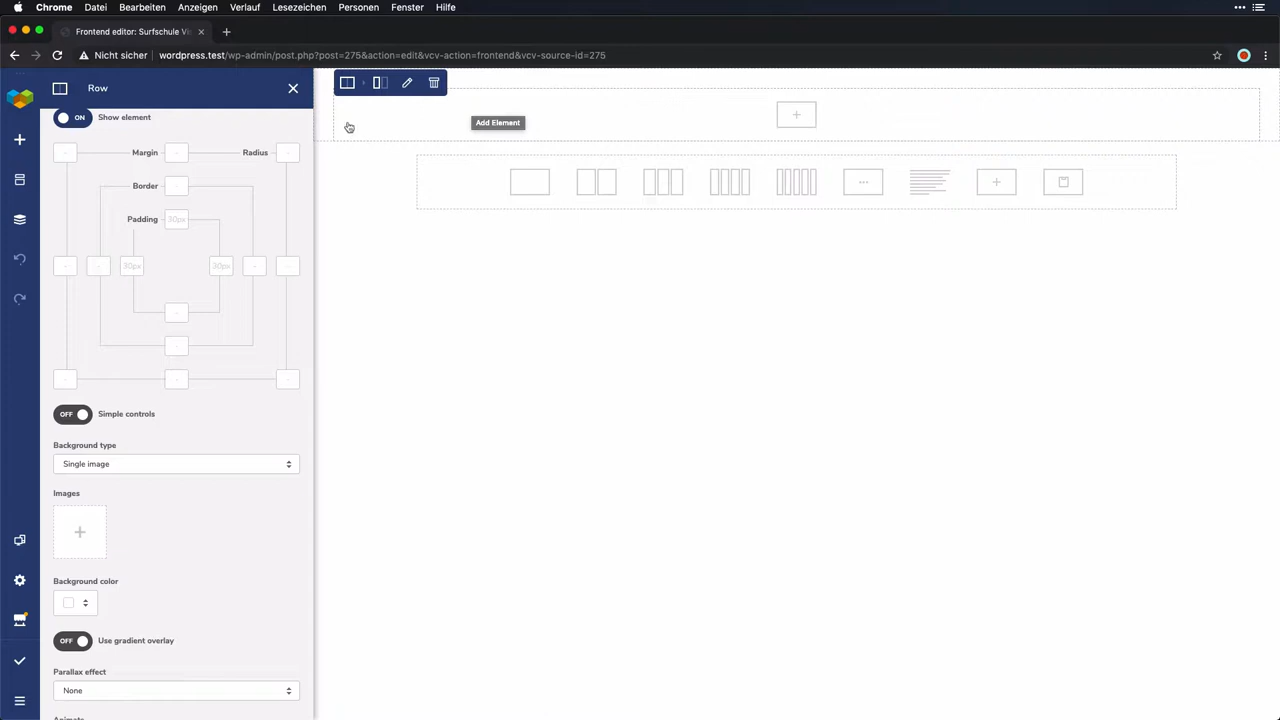 Chrome Datei Bearbeiten Anzeigen Verlauf Lesezeichen Personen Fenster Hilfe
Nicht sicher wordpress.test/wp-admin/post.php?post=275&action=edit&vcv-action=frontend&vcv-source-id=275
Row
ON Show element
Margin Radius
Border
Padding 30px
30px 30px
OFF Simple controls
Background type
Single image
Images
Background color
OFF Use gradient overlay
Parallax effect
None
Add Element